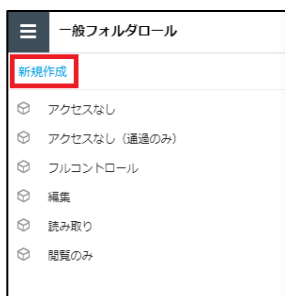 一般フォルダロール
新規作成
アクセスなし
アクセスなし（通過のみ）
フルコントロール
編集
読み取り
閲覧のみ